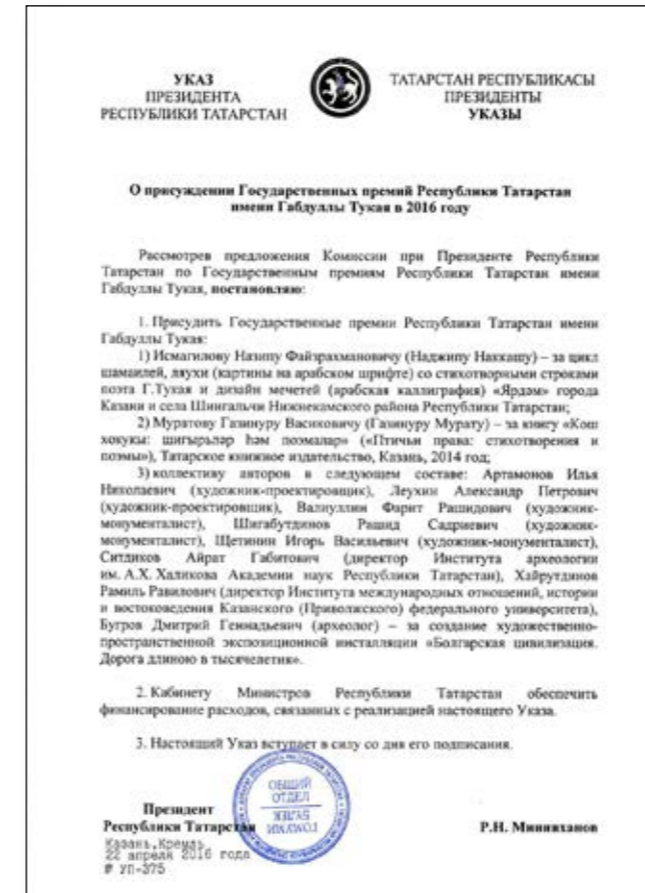 УКАЗ
ПРЕЗИДЕНТА
РЕСПУБЛИКИ ТАТАРСТАН
ТАТАРСТАН РЕСПУБЛИКАСЫ
ПРЕЗИДЕНТЫ
УКАЗЫ
О присуждении Государственных премий Республики Татарстан
имени Габдуллы Тукая в 2016 году
Рассмотрев предложения Комиссии при Президенте Республики
Татарстан по Государственным премиям Республики Татарстан имени
Габдуллы Тукая, постановляю:
1. Присудить Государственные премии Республики Татарстан имени
Габдуллы Тукая:
1) Исмагилову Назипу Файзрахмановичу (Наджипу Наккашу) – за цикл
шамаилей, ляухи (картины на арабском шрифте) со стихотворными строками
поэта Г.Тукая и дизайн мечетей (арабская каллиграфия) «Ярдәм» города
Казани и села Шингальчи Нижнекамского района Республики Татарстан;
2) Муратову Газинуру Васиковичу (Газинуру Мурату) – за книгу «Кош
хокукы: шигырьләр һәм поэмалар» («Птичьи права: стихотворения и
поэмы»), Татарское книжное издательство, Казань, 2014 год;
3) коллективу авторов в следующем составе: Артамонов Илья
Николаевич (художник-проектировщик), Леухин Александр Петрович
(художник-проектировщик), Валиуллин Фарит Рашидович (художник-
монументалист), Шигабутдинов Рашид Садриевич (художник-
монументалист), Щетинин Игорь Васильевич (художник-монументалист),
Ситдиков Айрат Габитович (директор Института археологии
им. А.Х. Халикова Академии наук Республики Татарстан), Хайрутдинов
Рамиль Равилович (директор Института международных отношений, истории
и востоковедения Казанского (Приволжского) федерального университета),
Бугров Дмитрий Геннадьевич (археолог) – за создание художественно-
пространственной экспозиционной инсталляции «Болгарская цивилизация.
Дорога длиною в тысячелетия».
2. Кабинету Министров Республики Татарстан обеспечить
финансирование расходов, связанных с реализацией настоящего Указа.
3. Настоящий Указ вступает в силу со дня его подписания.
ОБЩИЙ
ОТДЕЛ
Президент
Республики Татарстан
Р.Н. Минниханов
Казань, Кремль
22 апреля 2016 года
# УП-375